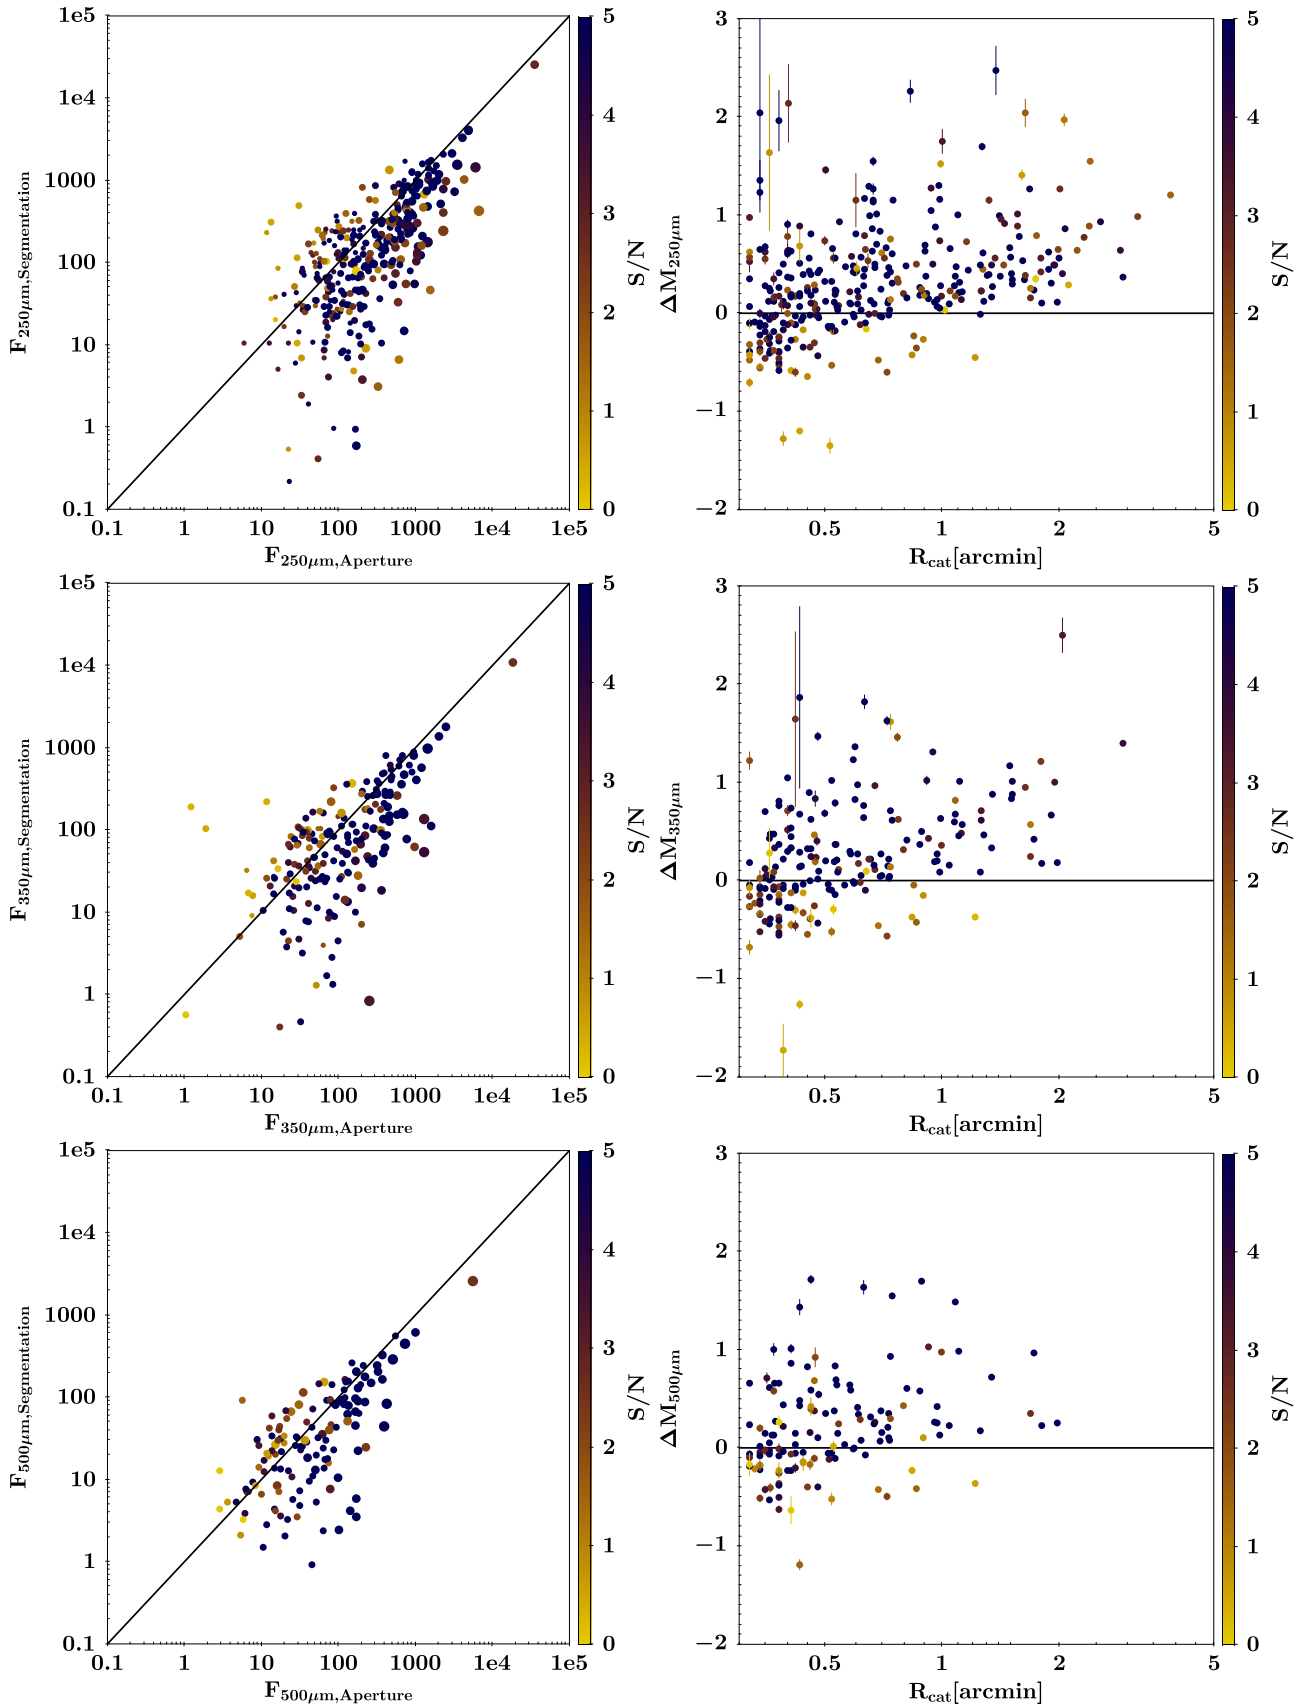 1e5
1e4
1000
100
10
1
0.1
F250μm,Segmentation
0.1 1 10 100 1000 1e4 1e5
F250μm,Aperture
5
4
3
2
1
0
S/N
3
2
1
0
−1
−2
ΔM250μm
0.5 1 2 5
Rcat[arcmin]
5
4
3
2
1
0
S/N
1e5
1e4
1000
100
10
1
0.1
F350μm,Segmentation
0.1 1 10 100 1000 1e4 1e5
F350μm,Aperture
5
4
3
2
1
0
S/N
3
2
1
0
−1
−2
ΔM350μm
0.5 1 2 5
Rcat[arcmin]
5
4
3
2
1
0
S/N
1e5
1e4
1000
100
10
1
0.1
F500μm,Segmentation
0.1 1 10 100 1000 1e4 1e5
F500μm,Aperture
5
4
3
2
1
0
S/N
3
2
1
0
−1
−2
ΔM500μm
0.5 1 2 5
Rcat[arcmin]
5
4
3
2
1
0
S/N